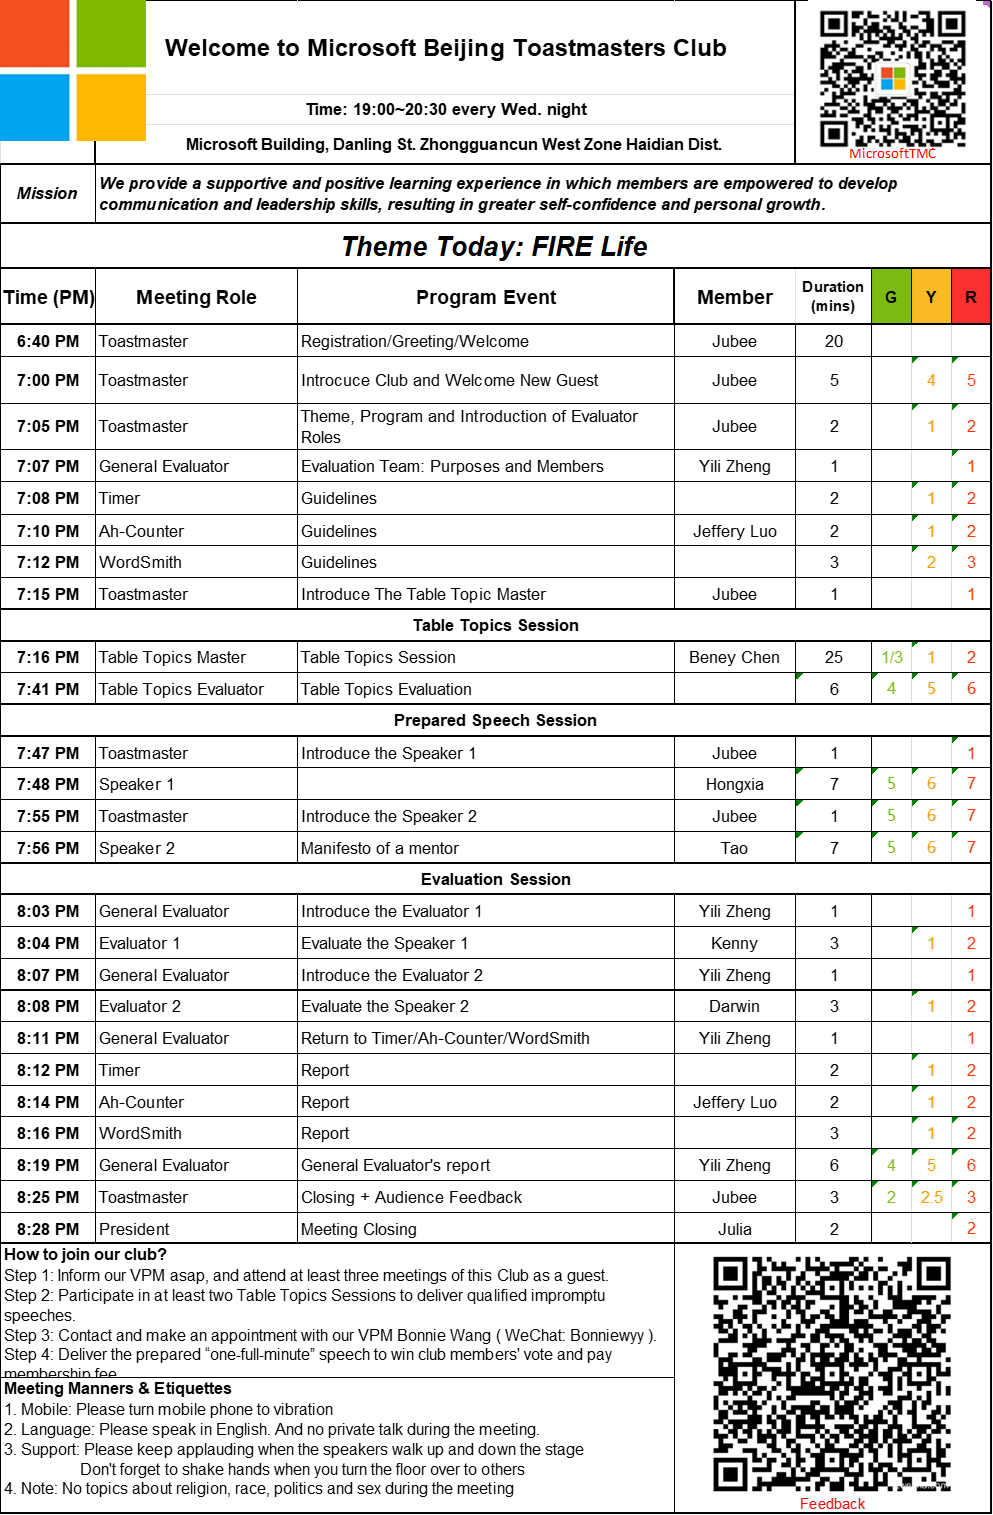 Welcome to Microsoft Beijing Toastmasters Club
Time: 19:00~20:30 every Wed. night
Microsoft Building, Danling St. Zhongguancun West Zone Haidian Dist.
MicrosoftTMC
Mission
We provide a supportive and positive learning experience in which members are empowered to develop
communication and leadership skills, resulting in greater self-confidence and personal growth.
Theme Today: FIRE Life
Time (PM) Meeting Role Program Event Member Duration (mins) G Y R
6:40 PM Toastmaster Registration/Greeting/Welcome Jubee 20
7:00 PM Toastmaster Introcuce Club and Welcome New Guest Jubee 5 4 5
7:05 PM Toastmaster Theme, Program and Introduction of Evaluator Roles Jubee 2 1 2
7:07 PM General Evaluator Evaluation Team: Purposes and Members Yili Zheng 1 1
7:08 PM Timer Guidelines 2 1 2
7:10 PM Ah-Counter Guidelines Jeffery Luo 2 1 2
7:12 PM WordSmith Guidelines 3 2 3
7:15 PM Toastmaster Introduce The Table Topic Master Jubee 1 1
Table Topics Session
7:16 PM Table Topics Master Table Topics Session Beney Chen 25 1/3 1 2
7:41 PM Table Topics Evaluator Table Topics Evaluation 6 4 5 6
Prepared Speech Session
7:47 PM Toastmaster Introduce the Speaker 1 Jubee 1 1
7:48 PM Speaker 1 Hongxia 7 5 6 7
7:55 PM Toastmaster Introduce the Speaker 2 Jubee 1 5 6 7
7:56 PM Speaker 2 Manifesto of a mentor Tao 7 5 6 7
Evaluation Session
8:03 PM General Evaluator Introduce the Evaluator 1 Yili Zheng 1 1
8:04 PM Evaluator 1 Evaluate the Speaker 1 Kenny 3 1 2
8:07 PM General Evaluator Introduce the Evaluator 2 Yili Zheng 1 1
8:08 PM Evaluator 2 Evaluate the Speaker 2 Darwin 3 1 2
8:11 PM General Evaluator Return to Timer/Ah-Counter/WordSmith Yili Zheng 1 1
8:12 PM Timer Report 2 1 2
8:14 PM Ah-Counter Report Jeffery Luo 2 1 2
8:16 PM WordSmith Report 3 1 2
8:19 PM General Evaluator General Evaluator's report Yili Zheng 6 4 5 6
8:25 PM Toastmaster Closing + Audience Feedback Jubee 3 2 2.5 3
8:28 PM President Meeting Closing Julia 2 2
How to join our club?
Step 1: Inform our VPM asap, and attend at least three meetings of this Club as a guest.
Step 2: Participate in at least two Table Topics Sessions to deliver qualified impromptu
speeches.
Step 3: Contact and make an appointment with our VPM Bonnie Wang ( WeChat: Bonniewyy ).
Step 4: Deliver the prepared “one-full-minute” speech to win club members' vote and pay
membership fee
Meeting Manners & Etiquettes
1. Mobile: Please turn mobile phone to vibration
2. Language: Please speak in English. And no private talk during the meeting.
3. Support: Please keep applauding when the speakers walk up and down the stage
Don't forget to shake hands when you turn the floor over to others
4. Note: No topics about religion, race, politics and sex during the meeting
Feedback